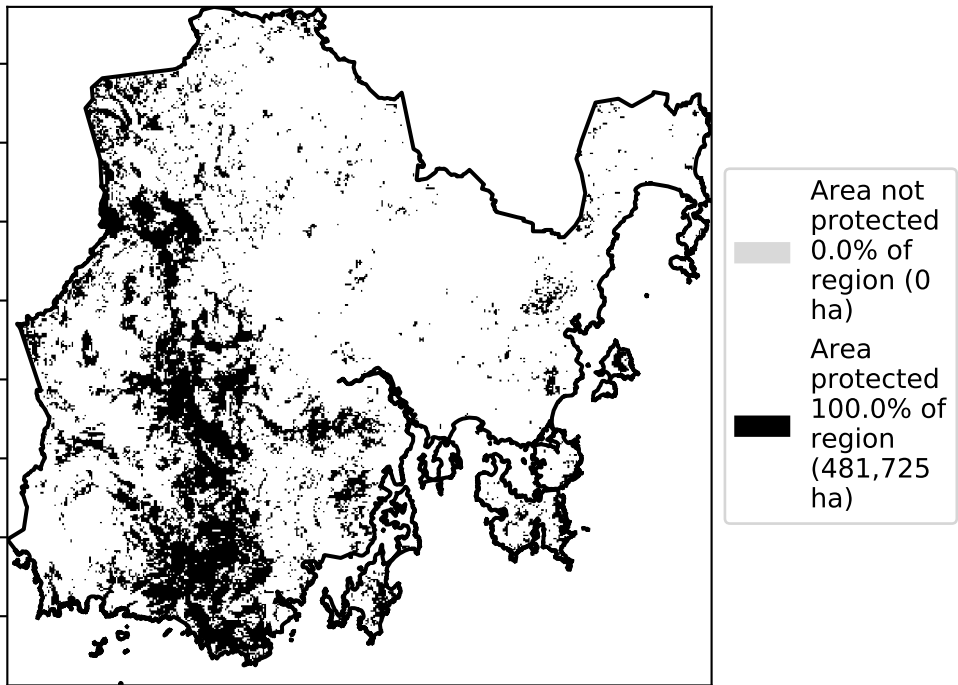 Area not
protected
0.0% of
region (0
ha)
Area
protected
100.0% of
region
(481,725
ha)